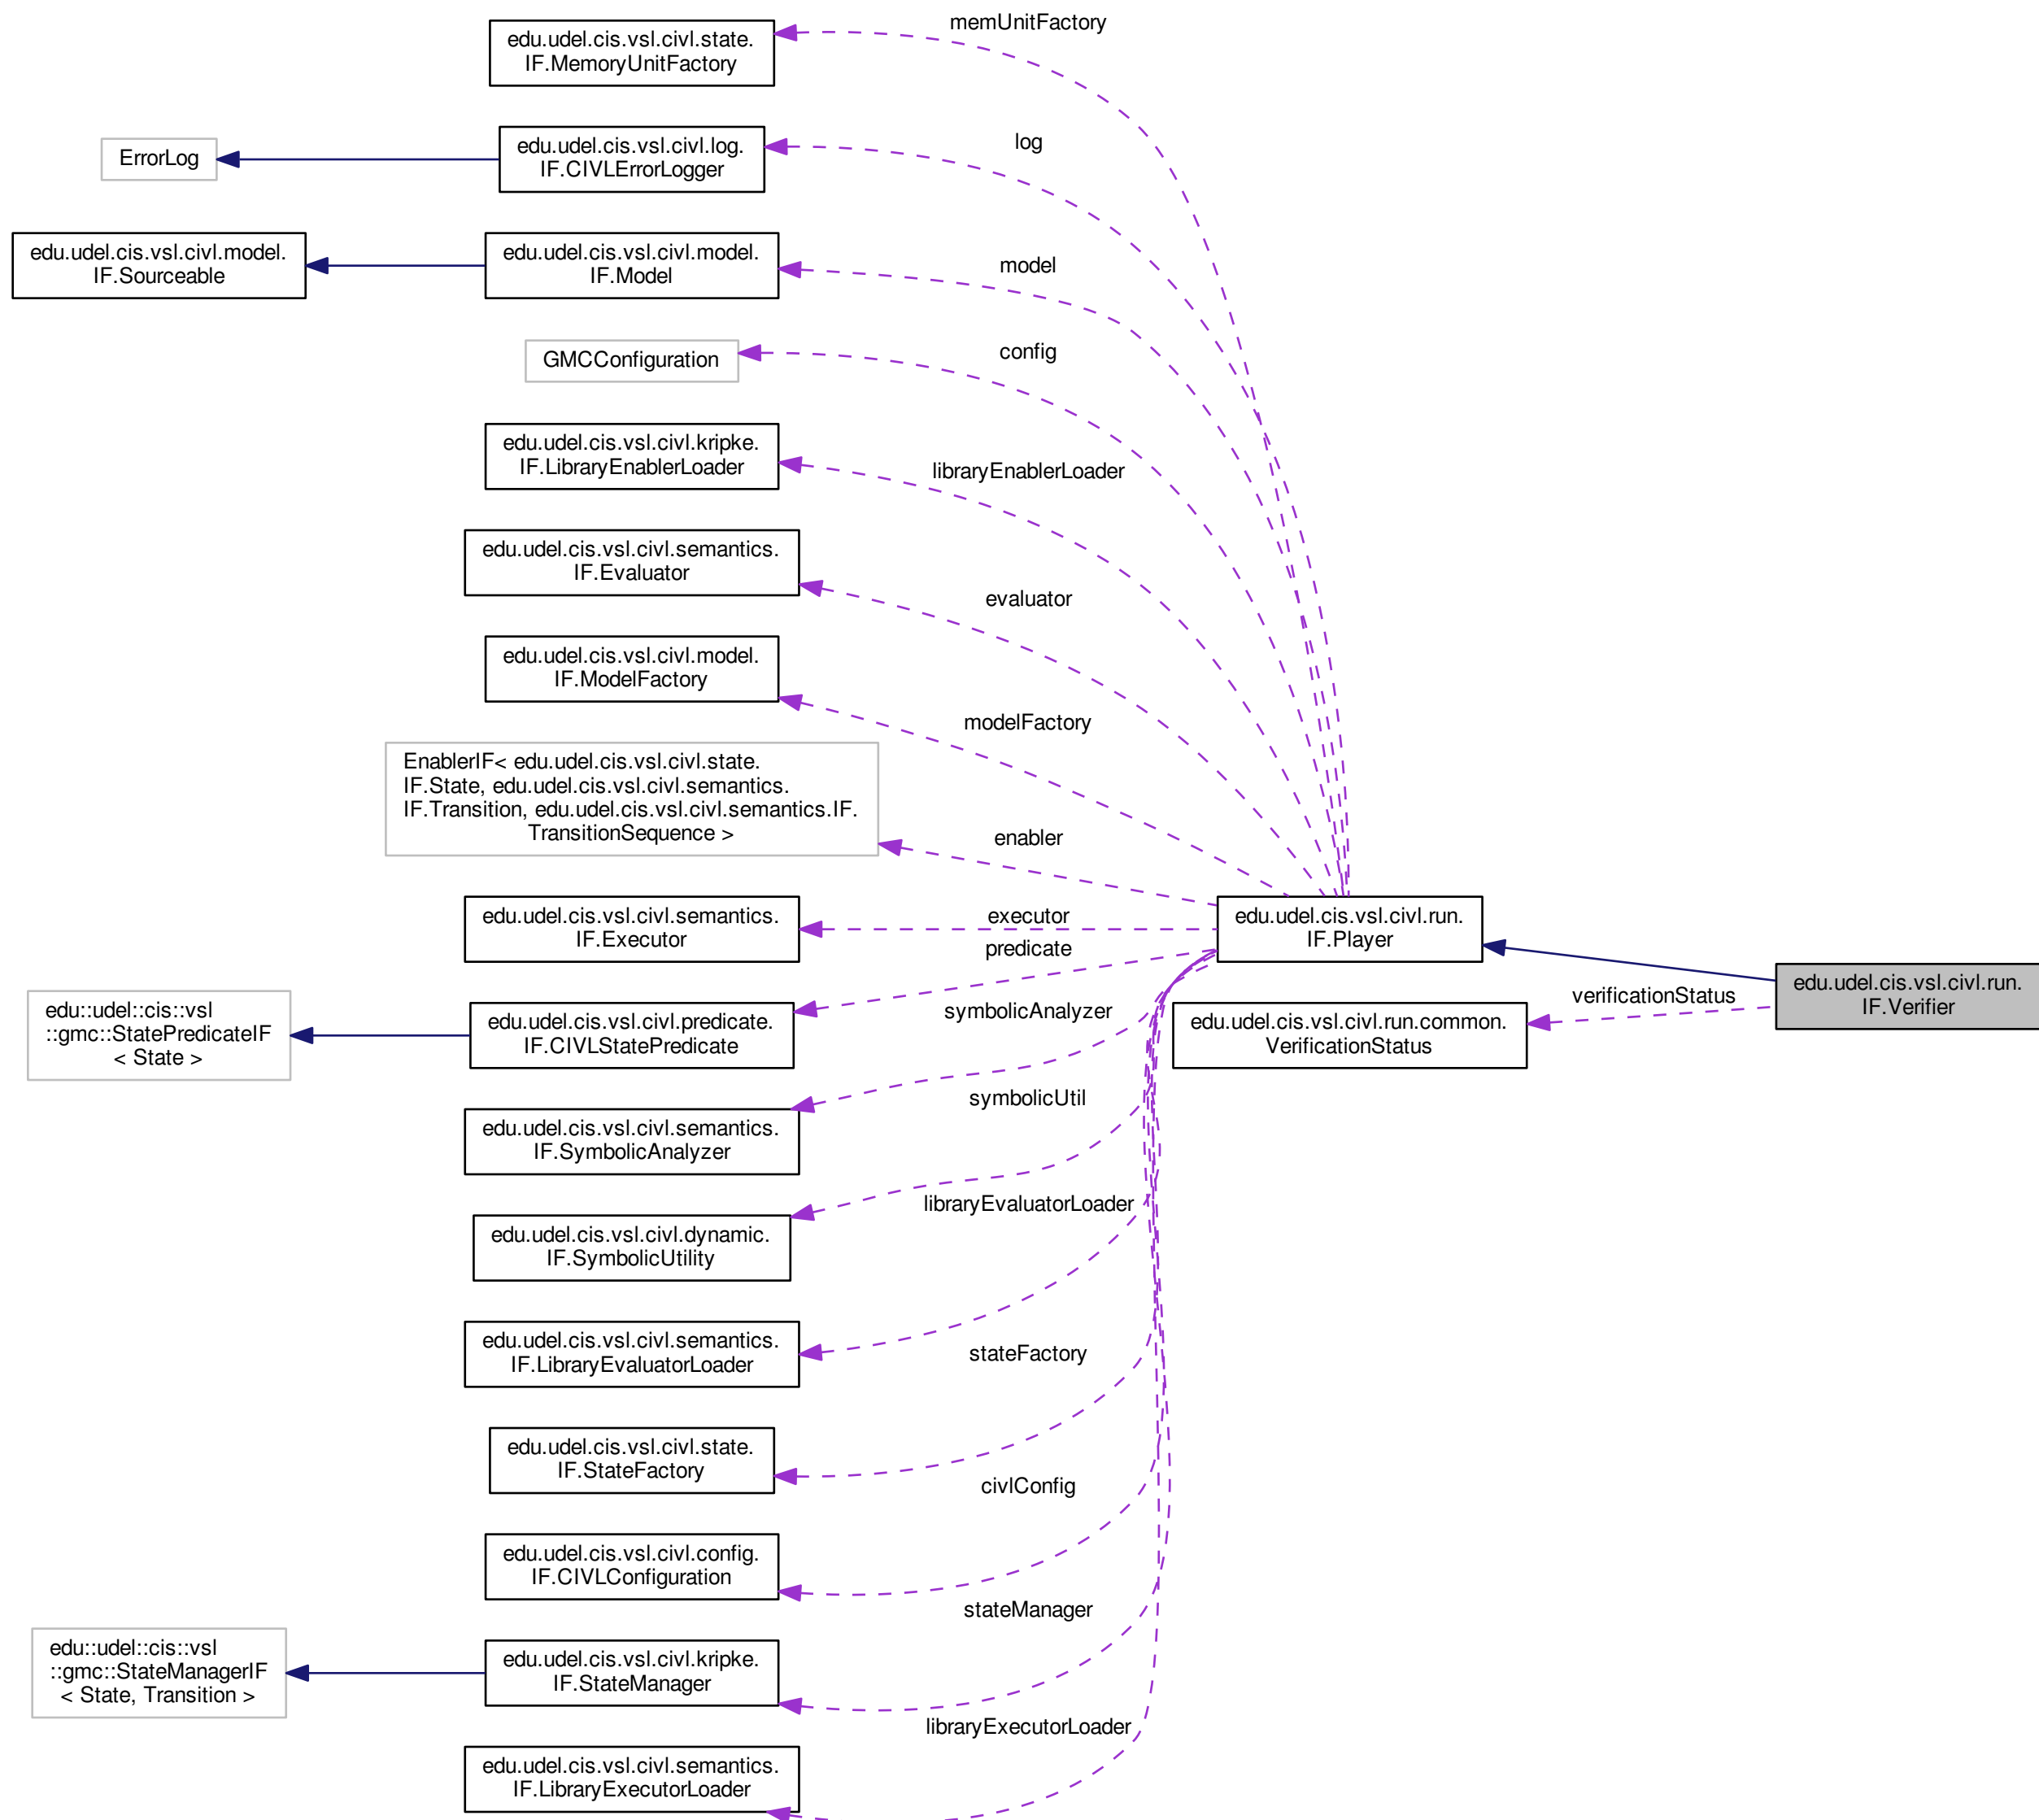 memUnitFactory
edu.udel.cis.vsl.civl.state.
IF.MemoryUnitFactory
log
ErrorLog
edu.udel.cis.vsl.civl.log.
IF.CIVLErrorLogger
edu.udel.cis.vsl.civl.model.
IF.Sourceable
edu.udel.cis.vsl.civl.model.
IF.Model
model
config
GMCConfiguration
edu.udel.cis.vsl.civl.kripke.
IF.LibraryEnablerLoader
libraryEnablerLoader
edu.udel.cis.vsl.civl.semantics.
IF.Evaluator
evaluator
edu.udel.cis.vsl.civl.model.
IF.ModelFactory
modelFactory
EnablerIF< edu.udel.cis.vsl.civl.state.
IF.State, edu.udel.cis.vsl.civl.semantics.
IF.Transition, edu.udel.cis.vsl.civl.semantics.IF.
TransitionSequence >
enabler
edu.udel.cis.vsl.civl.semantics.
IF.Executor
executor
edu.udel.cis.vsl.civl.run.
IF.Player
predicate
edu::udel::cis::vsl
::gmc::StatePredicateIF
< State >
edu.udel.cis.vsl.civl.predicate.
IF.CIVLStatePredicate
symbolicAnalyzer
edu.udel.cis.vsl.civl.run.common.
VerificationStatus
verificationStatus
edu.udel.cis.vsl.civl.run.
IF.Verifier
edu.udel.cis.vsl.civl.semantics.
IF.SymbolicAnalyzer
symbolicUtil
edu.udel.cis.vsl.civl.dynamic.
IF.SymbolicUtility
libraryEvaluatorLoader
edu.udel.cis.vsl.civl.semantics.
IF.LibraryEvaluatorLoader
stateFactory
edu.udel.cis.vsl.civl.state.
IF.StateFactory
civlConfig
edu.udel.cis.vsl.civl.config.
IF.CIVLConfiguration
stateManager
edu::udel::cis::vsl
::gmc::StateManagerIF
< State, Transition >
edu.udel.cis.vsl.civl.kripke.
IF.StateManager
libraryExecutorLoader
edu.udel.cis.vsl.civl.semantics.
IF.LibraryExecutorLoader